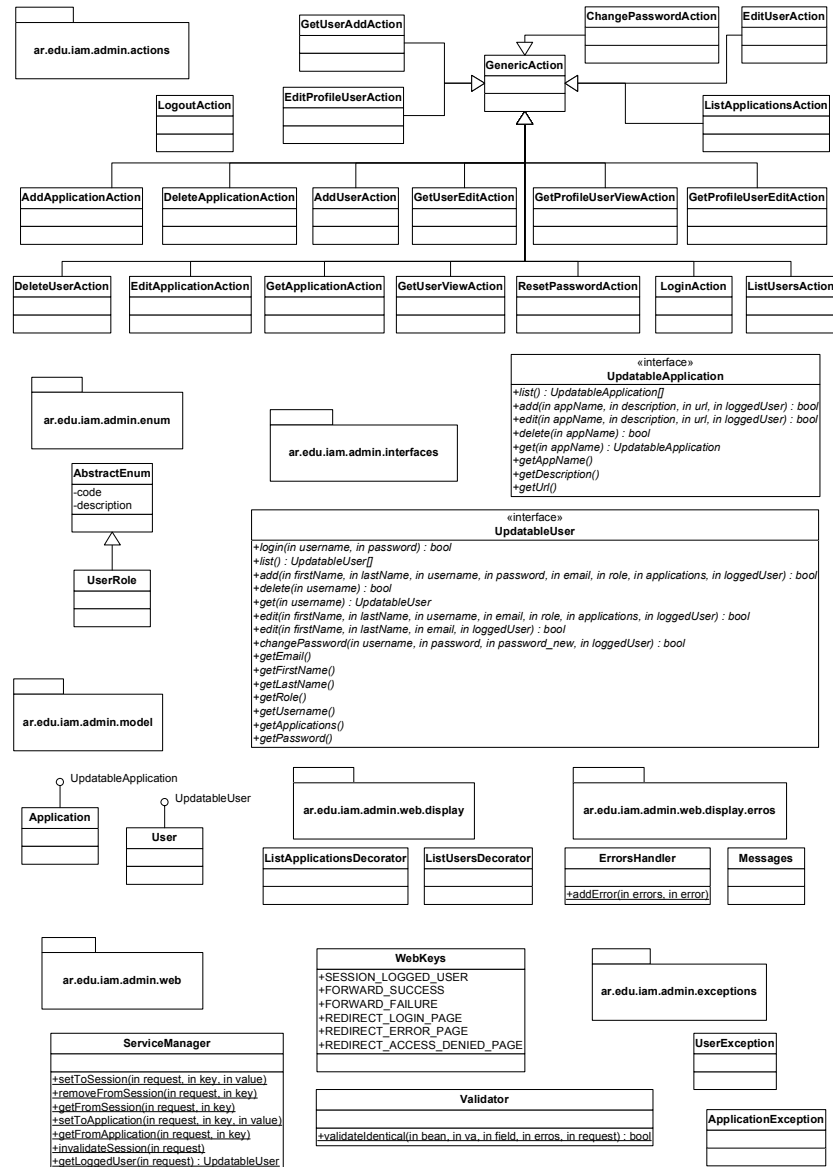 ar.edu.iam.admin.actions
GetUserAddAction
ChangePasswordAction
EditUserAction
GenericAction
LogoutAction
EditProfileUserAction
ListApplicationsAction
AddApplicationAction
DeleteApplicationAction
AddUserAction
GetUserEditAction
GetProfileUserViewAction
GetProfileUserEditAction
DeleteUserAction
EditApplicationAction
GetApplicationAction
GetUserViewAction
ResetPasswordAction
LoginAction
ListUsersAction
ar.edu.iam.admin.enum
AbstractEnum
-code
-description
UserRole
ar.edu.iam.admin.interfaces
«interface»
UpdatableApplication
+list() : UpdatableApplication[]
+add(in appName, in description, in url, in loggedUser) : bool
+edit(in appName, in description, in url, in loggedUser) : bool
+delete(in appName) : bool
+get(in appName) : UpdatableApplication
+getAppName()
+getDescription()
+getUrl()
«interface»
UpdatableUser
+login(in username, in password) : bool
+list() : UpdatableUser[]
+add(in firstName, in lastName, in username, in password, in email, in role, in applications, in loggedUser) : bool
+delete(in username) : bool
+get(in username) : UpdatableUser
+edit(in firstName, in lastName, in username, in email, in role, in applications, in loggedUser) : bool
+edit(in firstName, in lastName, in email, in loggedUser) : bool
+changePassword(in username, in password, in password_new, in loggedUser) : bool
+getEmail()
+getFirstName()
+getLastName()
+getRole()
+getUsername()
+getApplications()
+getPassword()
ar.edu.iam.admin.model
UpdatableApplication
Application
UpdatableUser
User
ar.edu.iam.admin.web.display
ListApplicationsDecorator
ListUsersDecorator
ar.edu.iam.admin.web.display.erros
ErrorsHandler
+addError(in errors, in error)
Messages
ar.edu.iam.admin.web
WebKeys
+SESSION_LOGGED_USER
+FORWARD_SUCCESS
+FORWARD_FAILURE
+REDIRECT_LOGIN_PAGE
+REDIRECT_ERROR_PAGE
+REDIRECT_ACCESS_DENIED_PAGE
ar.edu.iam.admin.exceptions
UserException
ApplicationException
ServiceManager
+setToSession(in request, in key, in value)
+removeFromSession(in request, in key)
+getFromSession(in request, in key)
+setToApplication(in request, in key, in value)
+getFromApplication(in request, in key)
+invalidateSession(in request)
+getLoggedUser(in request) : UpdatableUser
Validator
+validateIdentical(in bean, in va, in field, in erros, in request) : bool